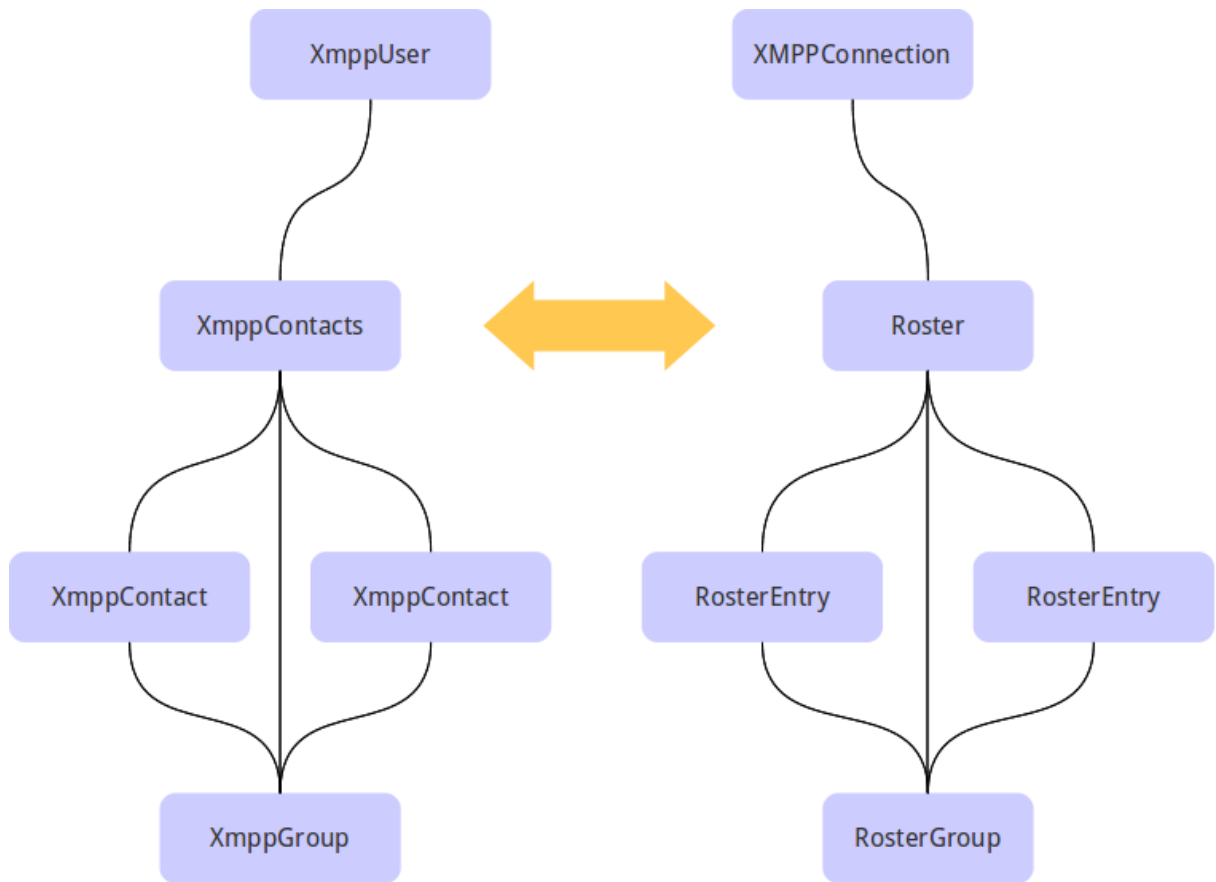 XmppUser
XMPPConnection
XmppContacts
Roster
XmppContact
XmppContact
RosterEntry
RosterEntry
XmppGroup
RosterGroup